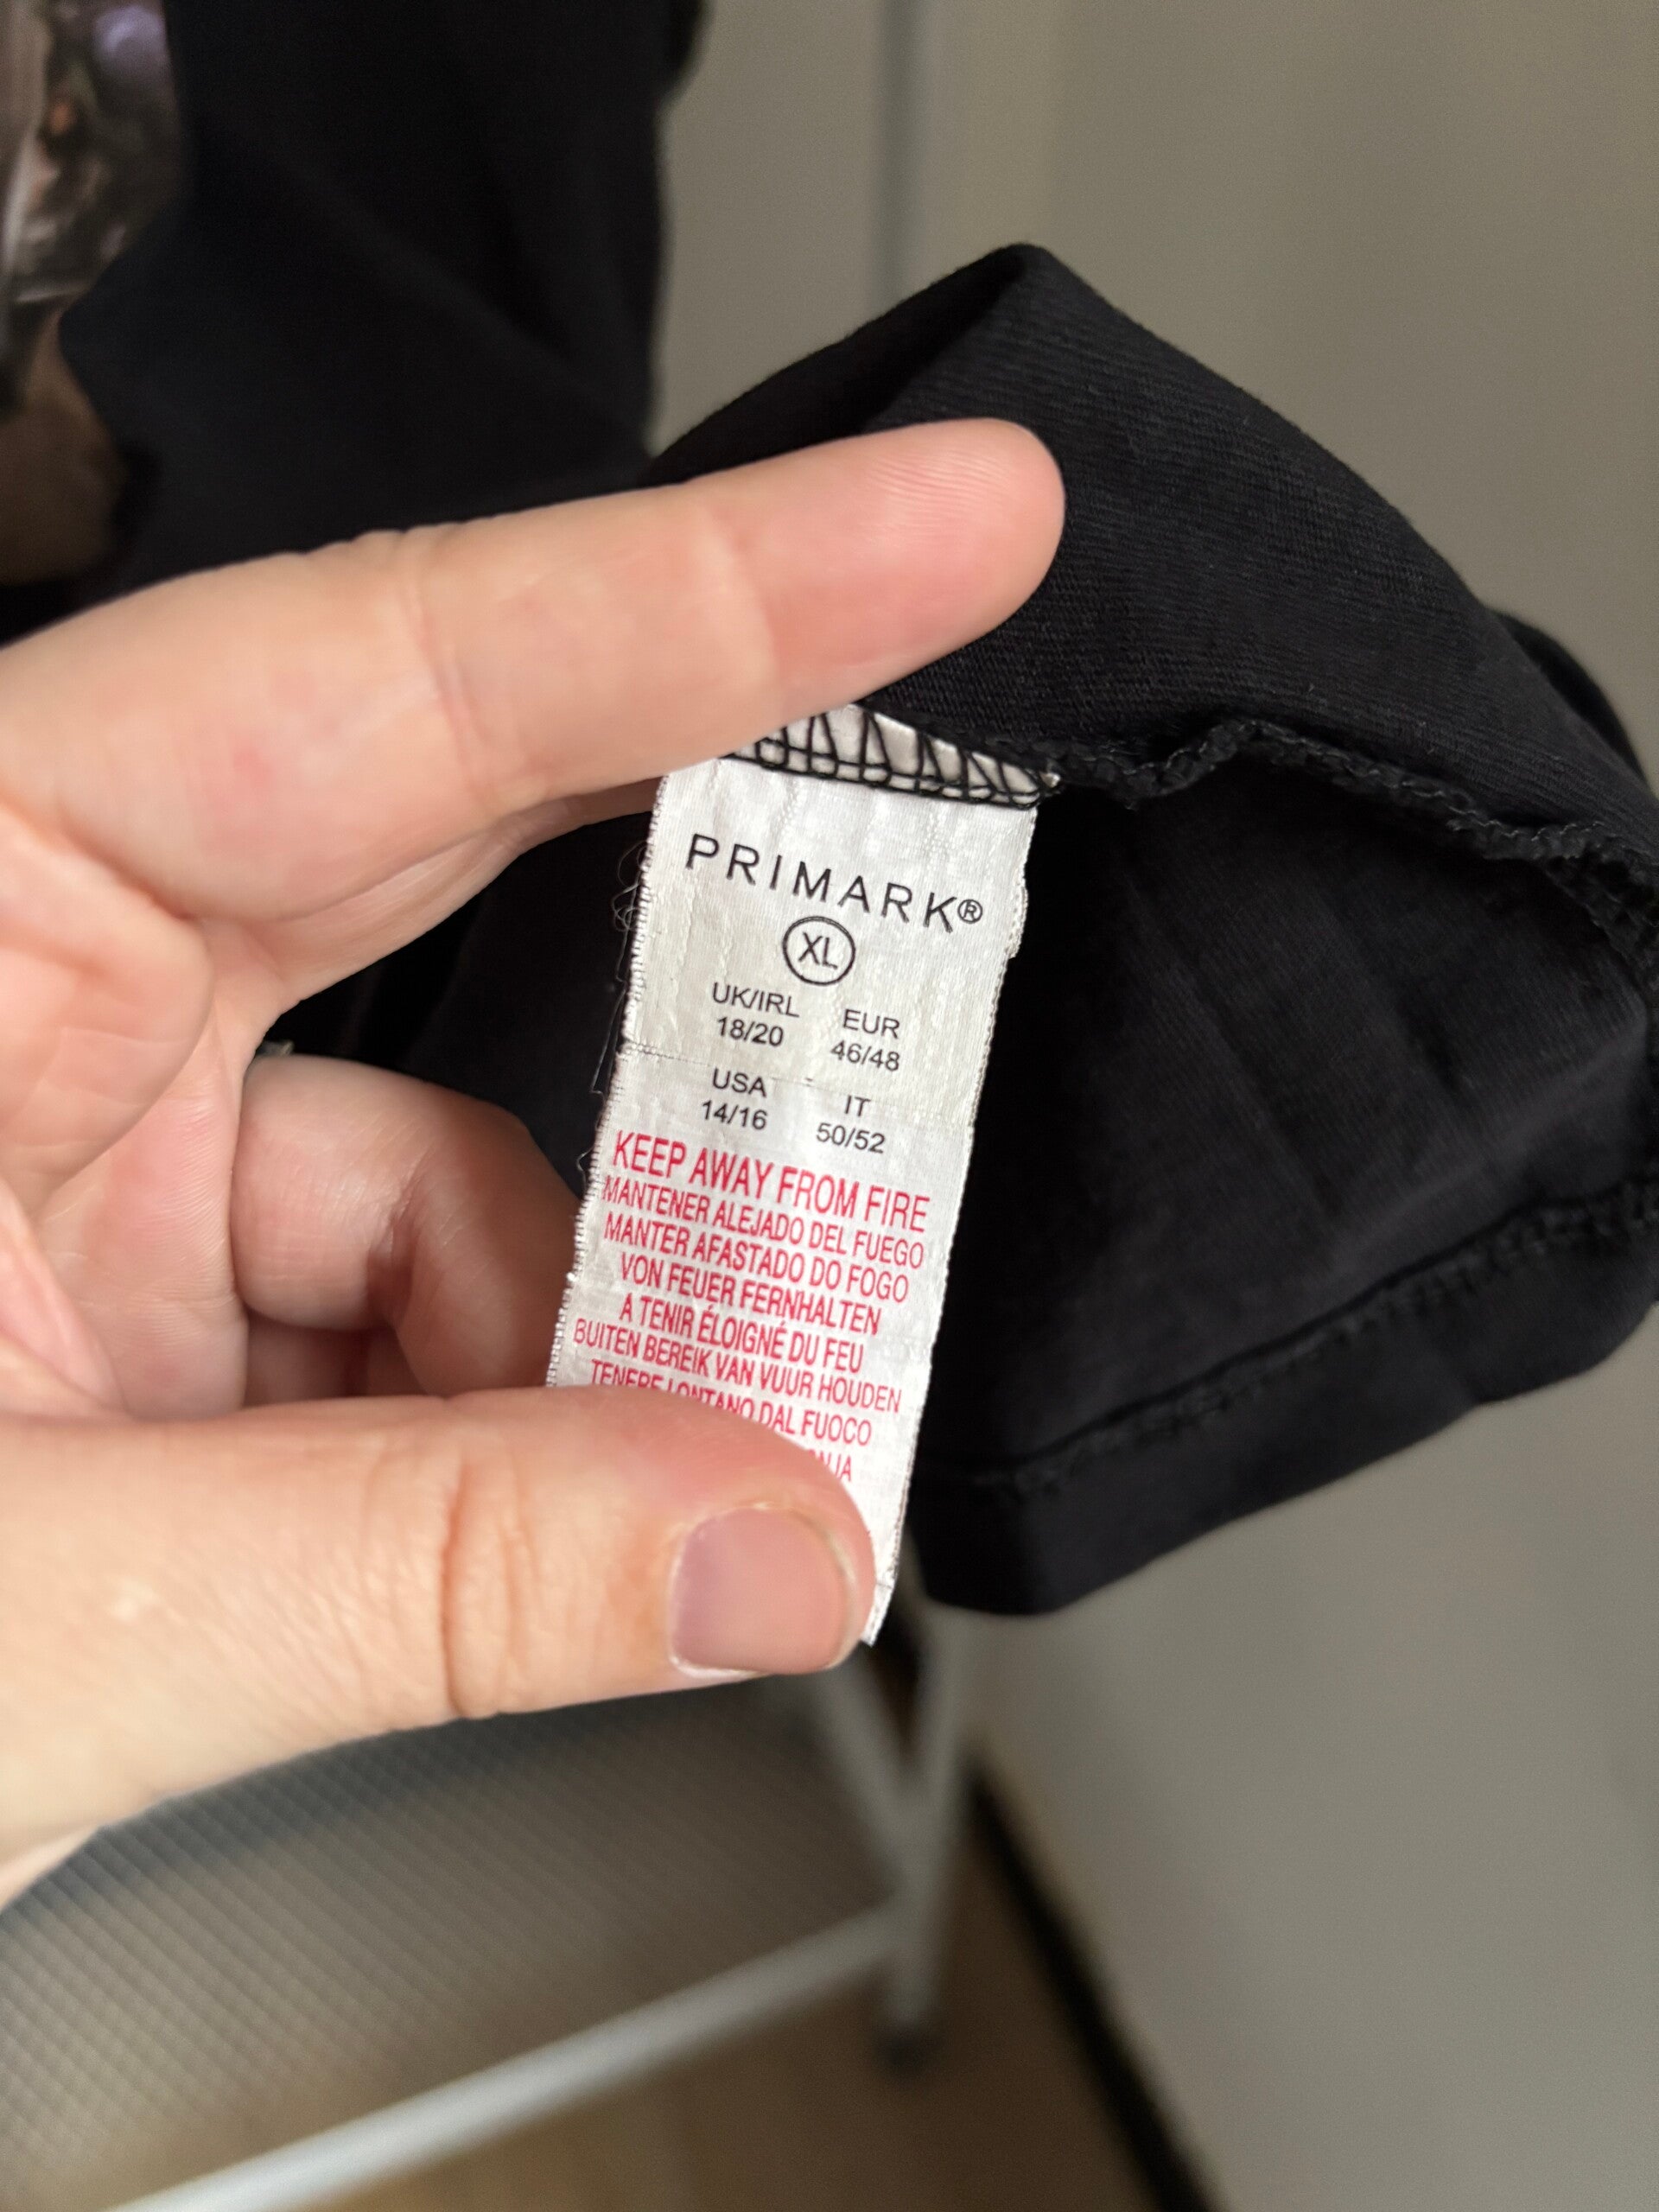 PRIMARK®
XL
UK/IRL EUR
18/20 46/48
USA IT
14/16 50/52
KEEP AWAY FROM FIRE
MANTENER ALEJADO DEL FUEGO
MANTER AFASTADO DO FOGO
VON FEUER FERNHALTEN
A TENIR ÉLOIGNÉ DU FEU
BUITEN BEREIK VAN VUUR HOUDEN
TENERE LONTANO DAL FUOCO